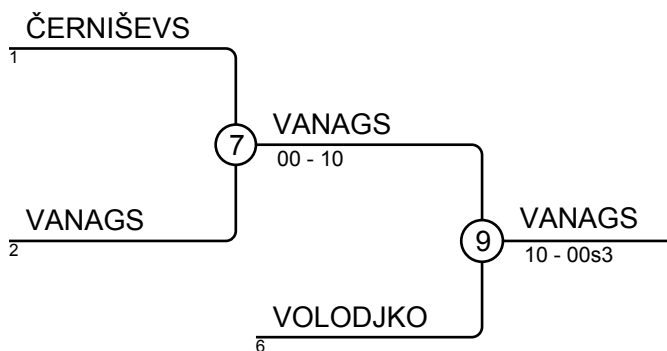 ČERNIŠEVS
1
7
VANAGS
00 - 10
VANAGS
2
9
VANAGS
10 - 00s3
VOLODJKO
6